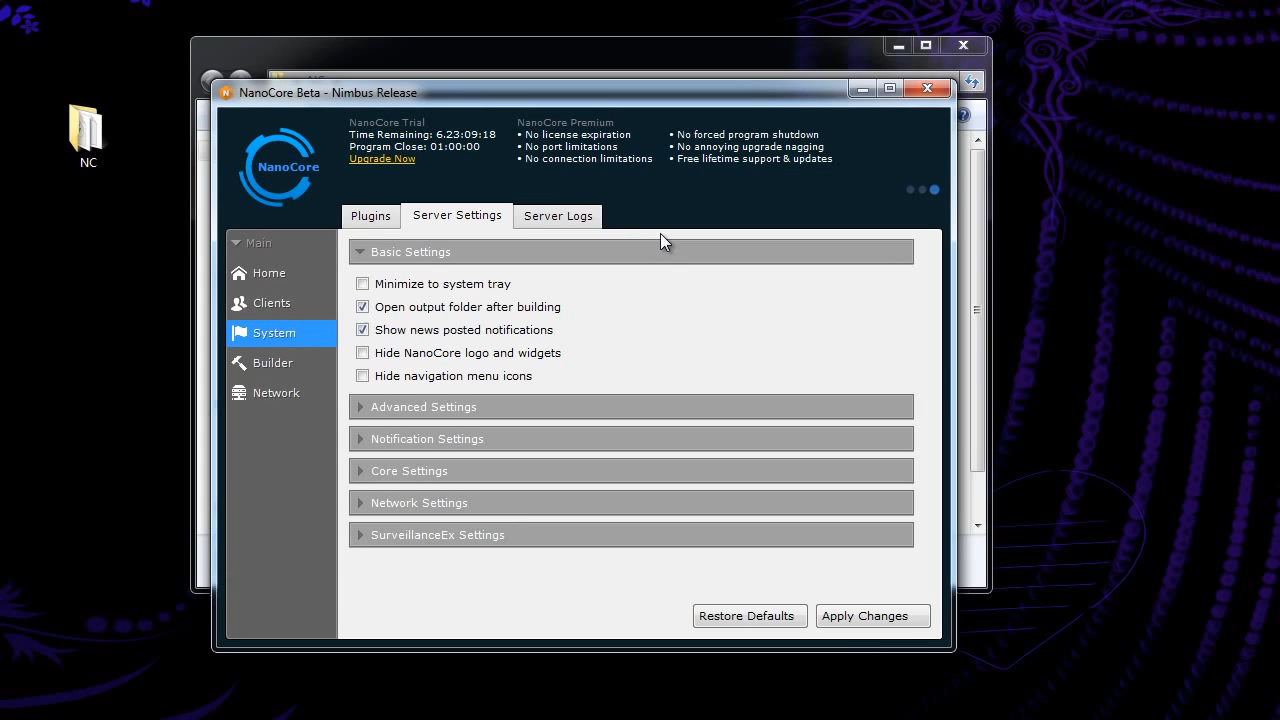 NC
NanoCore Beta - Nimbus Release
NanoCore
NanoCore Trial
Time Remaining: 6.23:09:18
Program Close: 01:00:00
Upgrade Now
NanoCore Premium
• No license expiration
• No port limitations
• No connection limitations
• No forced program shutdown
• No annoying upgrade nagging
• Free lifetime support & updates
Plugins
Server Settings
Server Logs
Main
Home
Clients
System
Builder
Network
Basic Settings
Minimize to system tray
Open output folder after building
Show news posted notifications
Hide NanoCore logo and widgets
Hide navigation menu icons
Advanced Settings
Notification Settings
Core Settings
Network Settings
SurveillanceEx Settings
Restore Defaults
Apply Changes